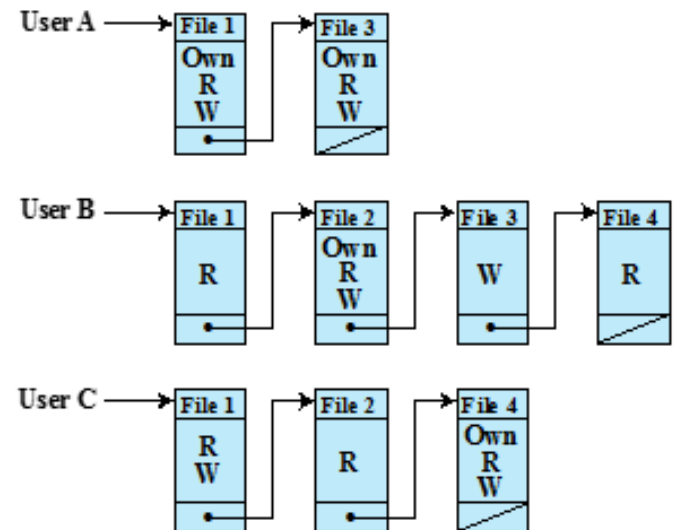 User A
File 1
Own
R
W
File 3
Own
R
W
User B
File 1
R
File 2
Own
R
W
File 3
W
File 4
R
User C
File 1
R
W
File 2
R
File 4
Own
R
W